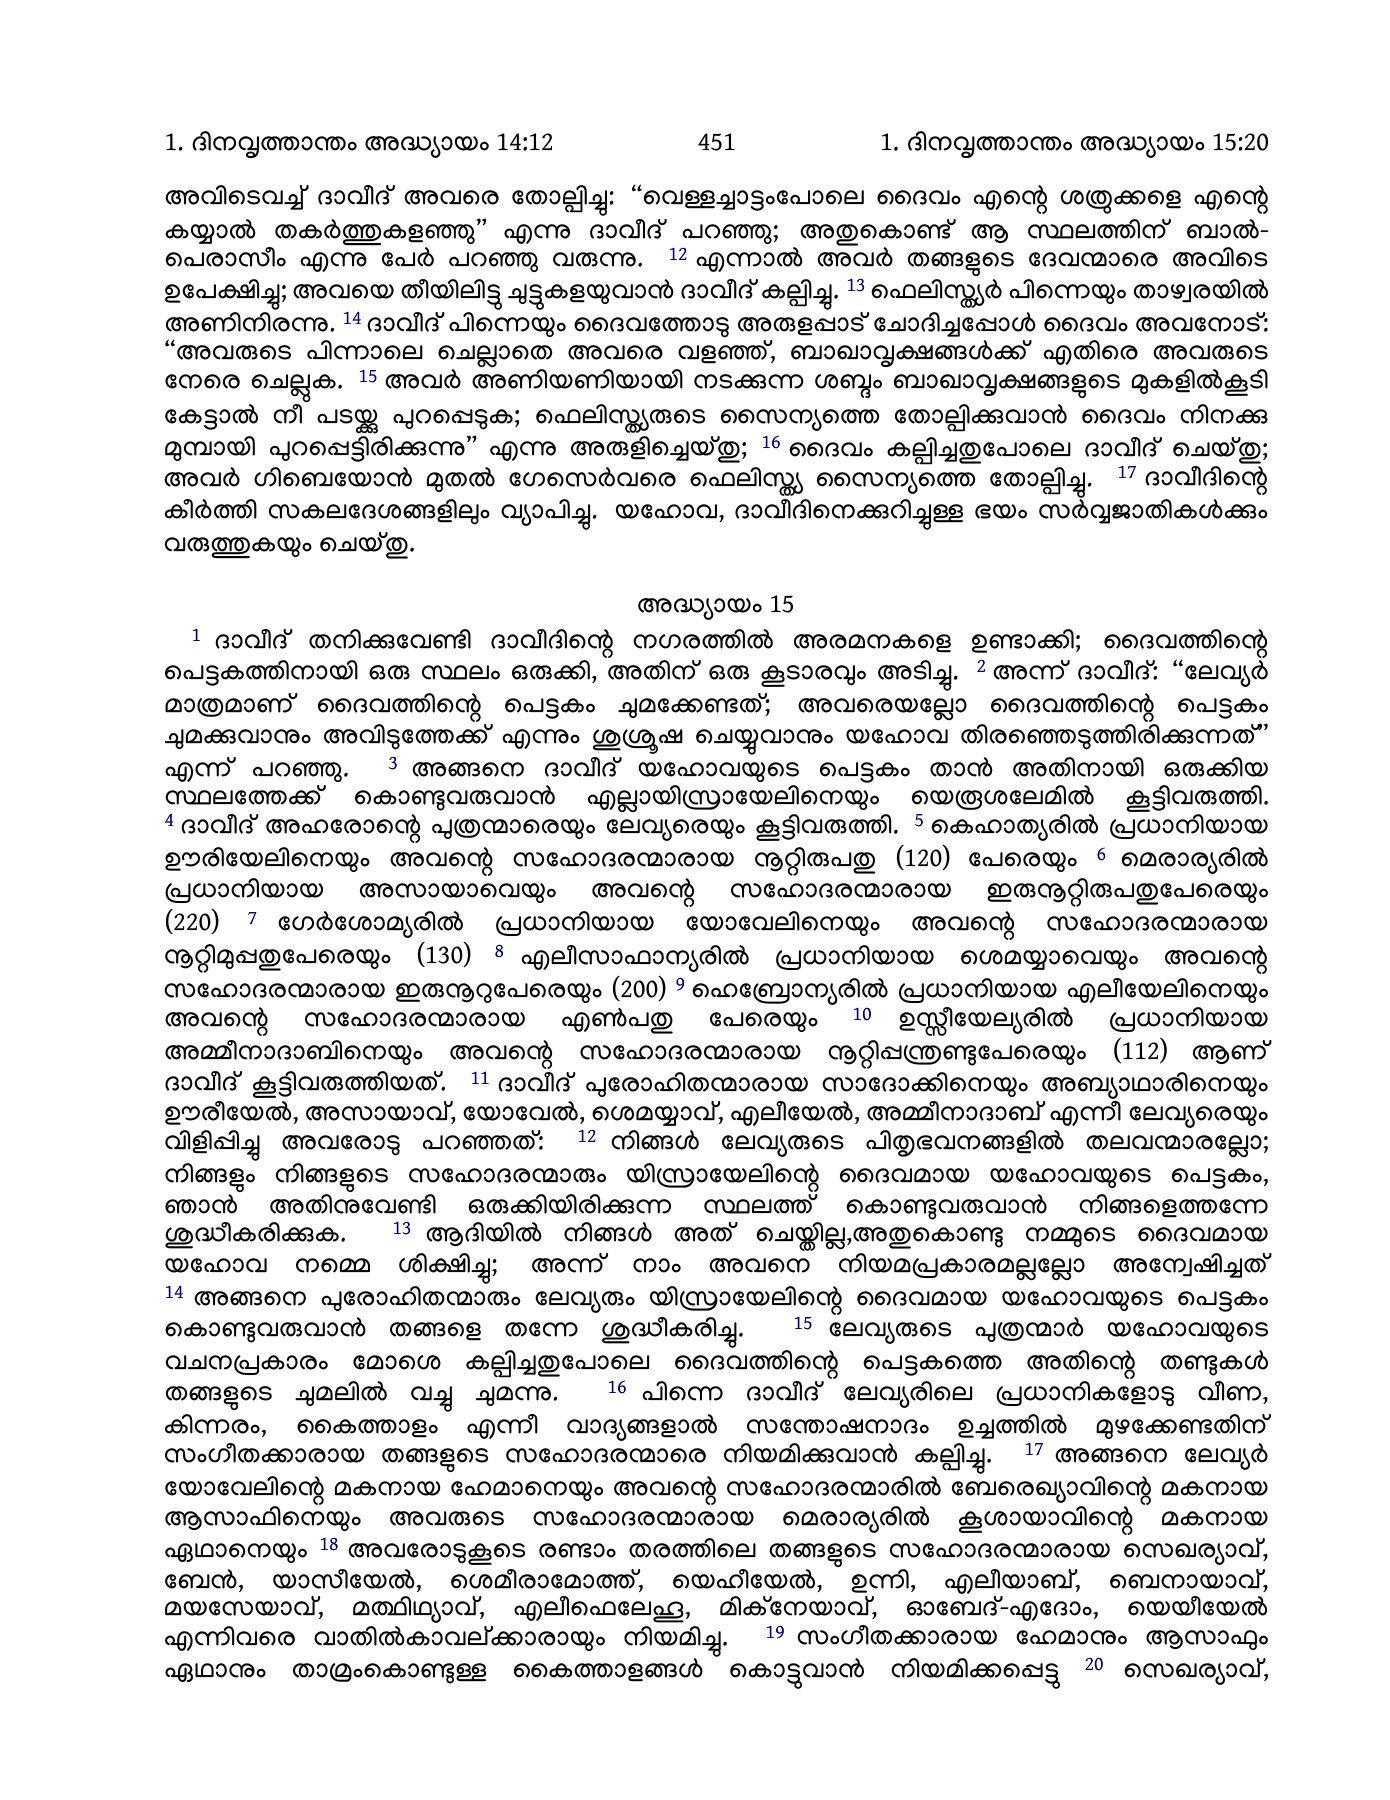 1. ദിനവൃത്താന്തം അദ്ധ്യായം 14:12 451 1. ദിനവൃത്താന്തം അദ്ധ്യായം 15:20
അവിടെവച്ച് ദാവീദ് അവരെ തോല്പിച്ചു: “വെള്ളച്ചാട്ടംപോലെ ദൈവം എന്റെ ശത്രുക്കളെ എന്റെ
കയ്യാൽ തകർത്തുകളഞ്ഞു” എന്നു ദാവീദ് പറഞ്ഞു; അതുകൊണ്ട് ആ സ്ഥലത്തിന് ബാൽ-
പെരാസീം എന്നു പേർ പറഞ്ഞു വരുന്നു. 12 എന്നാൽ അവർ തങ്ങളുടെ ദേവന്മാരെ അവിടെ
ഉപേക്ഷിച്ചു; അവയെ തീയിലിട്ടു ചുട്ടുകളയുവാൻ ദാവീദ് കല്പിച്ചു. 13 ഫെലിസ്ത്യർ പിന്നെയും താഴ്വരയിൽ
അണിനിരന്നു. 14 ദാവീദ് പിന്നെയും ദൈവത്തോടു അരുളപ്പാട് ചോദിച്ചപ്പോൾ ദൈവം അവനോട്:
“അവരുടെ പിന്നാലെ ചെല്ലാതെ അവരെ വളഞ്ഞ്, ബാഖാവൃക്ഷങ്ങൾക്ക് എതിരെ അവരുടെ
നേരെ ചെല്ലുക. 15 അവർ അണിയണിയായി നടക്കുന്ന ശബ്ദം ബാഖാവൃക്ഷങ്ങളുടെ മുകളിൽകൂടി
കേട്ടാൽ നീ പടയ്ക്കു പുറപ്പെടുക; ഫെലിസ്ത്യരുടെ സൈന്യത്തെ തോല്പിക്കുവാൻ ദൈവം നിനക്കു
മുമ്പായി പുറപ്പെട്ടിരിക്കുന്നു” എന്നു അരുളിച്ചെയ്തു; 16 ദൈവം കല്പിച്ചതുപോലെ ദാവീദ് ചെയ്തു;
അവർ ഗിബെയോൻ മുതൽ ഗേസെർവരെ ഫെലിസ്ത്യ സൈന്യത്തെ തോല്പിച്ചു. 17 ദാവീദിന്റെ
കീർത്തി സകലദേശങ്ങളിലും വ്യാപിച്ചു. യഹോവ, ദാവീദിനെക്കുറിച്ചുള്ള ഭയം സർവ്വജാതികൾക്കും
വരുത്തുകയും ചെയ്തു.
അദ്ധ്യായം 15
1 ദാവീദ് തനിക്കുവേണ്ടി ദാവീദിന്റെ നഗരത്തിൽ അരമനകളെ ഉണ്ടാക്കി; ദൈവത്തിന്റെ
പെട്ടകത്തിനായി ഒരു സ്ഥലം ഒരുക്കി, അതിന് ഒരു കൂടാരവും അടിച്ചു. 2 അന്ന് ദാവീദ്: “ലേവ്യർ
മാത്രമാണ് ദൈവത്തിന്റെ പെട്ടകം ചുമക്കേണ്ടത്; അവരെയല്ലോ ദൈവത്തിന്റെ പെട്ടകം
ചുമക്കുവാനും അവിടുത്തേക്ക് എന്നും ശുശ്രൂഷ ചെയ്യുവാനും യഹോവ തിരഞ്ഞെടുത്തിരിക്കുന്നത്”
എന്ന് പറഞ്ഞു. 3 അങ്ങനെ ദാവീദ് യഹോവയുടെ പെട്ടകം താൻ അതിനായി ഒരുക്കിയ
സ്ഥലത്തേക്ക് കൊണ്ടുവരുവാൻ എല്ലായിസ്രായേലിനെയും യെരൂശലേമിൽ കൂട്ടിവരുത്തി.
4 ദാവീദ് അഹരോന്റെ പുത്രന്മാരെയും ലേവ്യരെയും കൂട്ടിവരുത്തി. 5 കെഹാത്യരിൽ പ്രധാനിയായ
ഊരിയേലിനെയും അവന്റെ സഹോദരന്മാരായ നൂറ്റിരുപതു (120) പേരെയും 6 മെരാര്യരിൽ
പ്രധാനിയായ അസായാവെയും അവന്റെ സഹോദരന്മാരായ ഇരുനൂറ്റിരുപതുപേരെയും
(220) 7 ഗേർശോമ്യരിൽ പ്രധാനിയായ യോവേലിനെയും അവന്റെ സഹോദരന്മാരായ
നൂറ്റിമുപ്പതുപേരെയും (130) 8 എലീസാഫാന്യരിൽ പ്രധാനിയായ ശെമയ്യാവെയും അവന്റെ
സഹോദരന്മാരായ ഇരുനൂറുപേരെയും (200) 9 ഹെബ്രോന്യരിൽ പ്രധാനിയായ എലീയേലിനെയും
അവന്റെ സഹോദരന്മാരായ എൺപതു പേരെയും 10 ഉസ്സീയേല്യരിൽ പ്രധാനിയായ
അമ്മീനാദാബിനെയും അവന്റെ സഹോദരന്മാരായ നൂറ്റിപ്പന്ത്രണ്ടുപേരെയും (112) ആണ്
ദാവീദ് കൂട്ടിവരുത്തിയത്. 11 ദാവീദ് പുരോഹിതന്മാരായ സാദോക്കിനെയും അബ്യാഥാരിനെയും
ഊരീയേൽ, അസായാവ്, യോവേൽ, ശെമയ്യാവ്, എലീയേൽ, അമ്മീനാദാബ് എന്നീ ലേവ്യരെയും
വിളിപ്പിച്ചു അവരോടു പറഞ്ഞത്: 12 നിങ്ങൾ ലേവ്യരുടെ പിതൃഭവനങ്ങളിൽ തലവന്മാരല്ലോ;
നിങ്ങളും നിങ്ങളുടെ സഹോദരന്മാരും യിസ്രായേലിന്റെ ദൈവമായ യഹോവയുടെ പെട്ടകം,
ഞാൻ അതിനുവേണ്ടി ഒരുക്കിയിരിക്കുന്ന സ്ഥലത്ത് കൊണ്ടുവരുവാൻ നിങ്ങളെത്തന്നേ
ശുദ്ധീകരിക്കുക. 13 ആദിയിൽ നിങ്ങൾ അത് ചെയ്തില്ല,അതുകൊണ്ടു നമ്മുടെ ദൈവമായ
യഹോവ നമ്മെ ശിക്ഷിച്ചു; അന്ന് നാം അവനെ നിയമപ്രകാരമല്ലല്ലോ അന്വേഷിച്ചത്
14 അങ്ങനെ പുരോഹിതന്മാരും ലേവ്യരും യിസ്രായേലിന്റെ ദൈവമായ യഹോവയുടെ പെട്ടകം
കൊണ്ടുവരുവാൻ തങ്ങളെ തന്നേ ശുദ്ധീകരിച്ചു. 15 ലേവ്യരുടെ പുത്രന്മാർ യഹോവയുടെ
വചനപ്രകാരം മോശെ കല്പിച്ചതുപോലെ ദൈവത്തിന്റെ പെട്ടകത്തെ അതിന്റെ തണ്ടുകൾ
തങ്ങളുടെ ചുമലിൽ വച്ചു ചുമന്നു. 16 പിന്നെ ദാവീദ് ലേവ്യരിലെ പ്രധാനികളോടു വീണ,
കിന്നരം, കൈത്താളം എന്നീ വാദ്യങ്ങളാൽ സന്തോഷനാദം ഉച്ചത്തിൽ മുഴക്കേണ്ടതിന്
സംഗീതക്കാരായ തങ്ങളുടെ സഹോദരന്മാരെ നിയമിക്കുവാൻ കല്പിച്ചു. 17 അങ്ങനെ ലേവ്യർ
യോവേലിന്റെ മകനായ ഹേമാനെയും അവന്റെ സഹോദരന്മാരിൽ ബേരെഖ്യാവിന്റെ മകനായ
ആസാഫിനെയും അവരുടെ സഹോദരന്മാരായ മെരാര്യരിൽ കൂശായാവിന്റെ മകനായ
ഏഥാനെയും 18 അവരോടുകൂടെ രണ്ടാം തരത്തിലെ തങ്ങളുടെ സഹോദരന്മാരായ സെഖര്യാവ്,
ബേൻ, യാസീയേൽ, ശെമീരാമോത്ത്, യെഹീയേൽ, ഉന്നി, എലീയാബ്, ബെനായാവ്,
മയസേയാവ്, മത്ഥിഥ്യാവ്, എലീഫെലേഹൂ, മിക്നേയാവ്, ഓബേദ്-എദോം, യെയീയേൽ
എന്നിവരെ വാതിൽകാവല്ക്കാരായും നിയമിച്ചു. 19 സംഗീതക്കാരായ ഹേമാനും ആസാഫും
ഏഥാനും താമ്രംകൊണ്ടുള്ള കൈത്താളങ്ങൾ കൊട്ടുവാൻ നിയമിക്കപ്പെട്ടു 20 സെഖര്യാവ്,